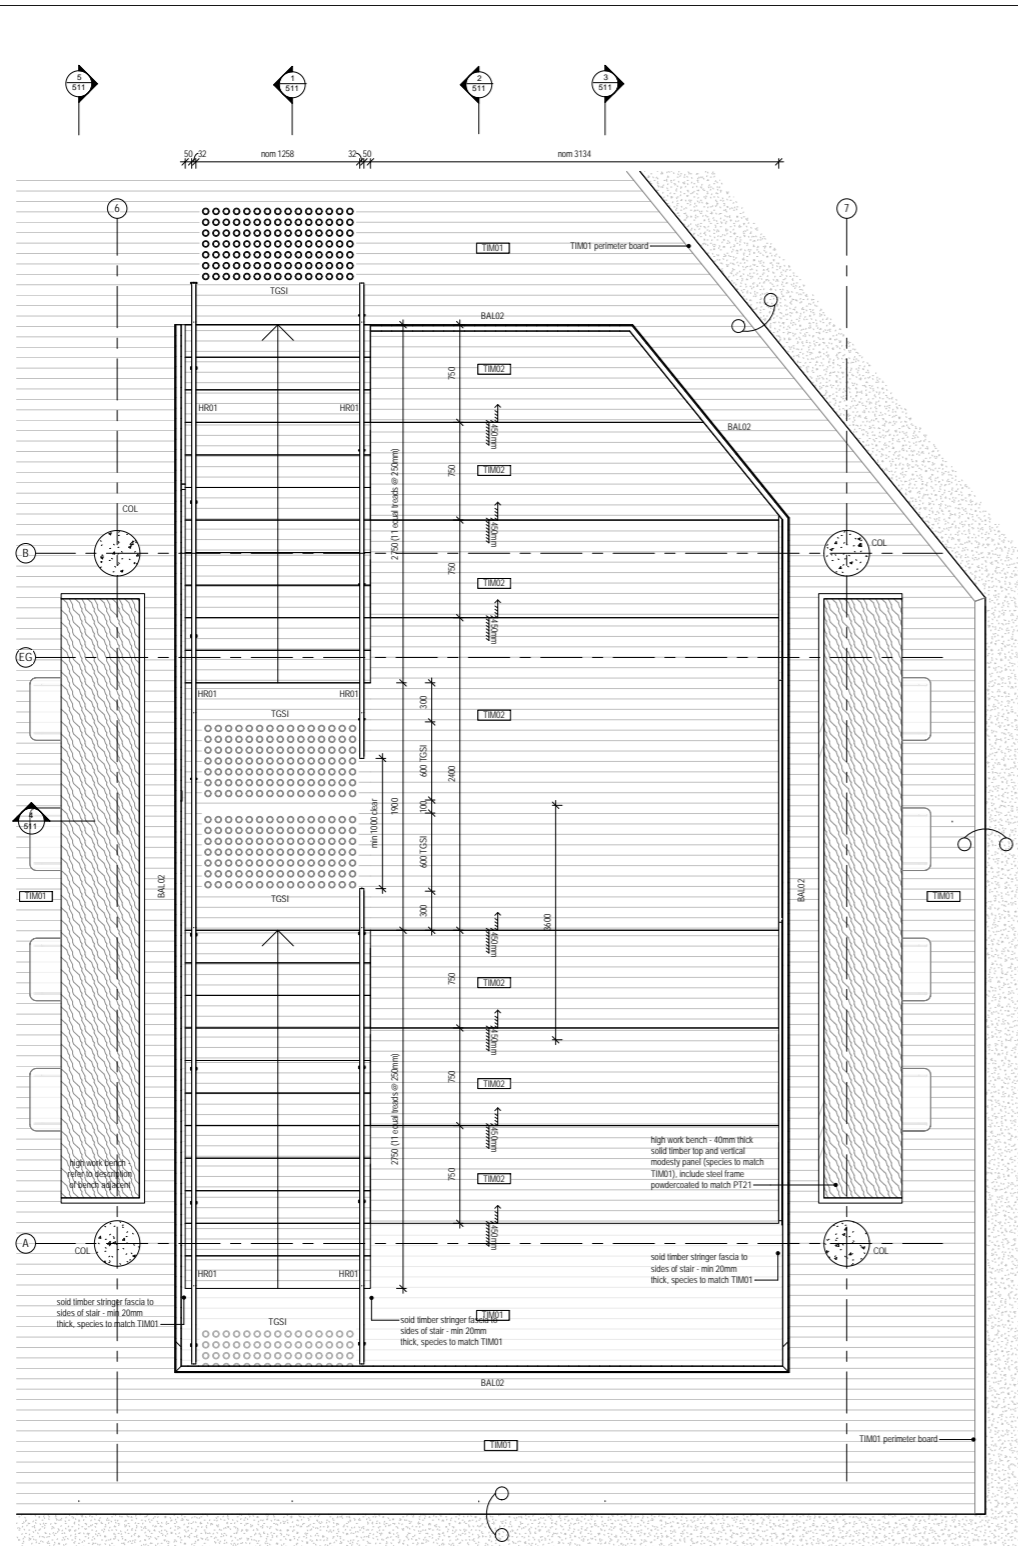 5
511
1
511
2
511
3
511
50
32
nom 1258
32
50
nom 3134
6
7
TIM01
TIM01 perimeter board
TGSI
BAL02
TIM02
750
HR01
HR01
BAL02
450mm
TIM02
750
2750 (11 equal treads @ 250mm)
COL
450mm
B
COL
750
TIM02
450mm
EG
HR01
HR01
300
TGSI
TIM02
600 TGSI
2400
min 1000 clear
1900
100
4
511
600 TGSI
BAL02
BAL02
TIM01
TIM01
TGSI
300
3600
450mm
750
TIM02
450mm
2750 (11 equal treads @ 250mm)
750
TIM02
450mm
high work bench - 40mm thick
solid timber top and vertical
modesty panel (species to match
TIM01), include steel frame
powdercoated to match PT21
high work bench -
refer to description
of bench adjacent
750
TIM02
450mm
A
COL
COL
HR01
HR01
soid timber stringer fascia to
sides of stair - min 20mm
thick, species to match TIM01
soid timber stringer fascia to
sides of stair - min 20mm
thick, species to match TIM01
TIM01
soid timber stringer fascia to
sides of stair - min 20mm
thick, species to match TIM01
TGSI
BAL02
TIM01
TIM01 perimeter board